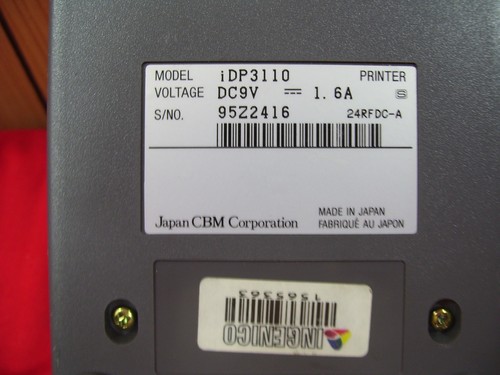 MODEL iDP3110 PRINTER
VOLTAGE DC9V ⎓ 1.6A S
S/NO. 95Z2416 24RFDC-A
Japan CBM Corporation
MADE IN JAPAN
FABRIQUÉ AU JAPON
INGENICO
1565363